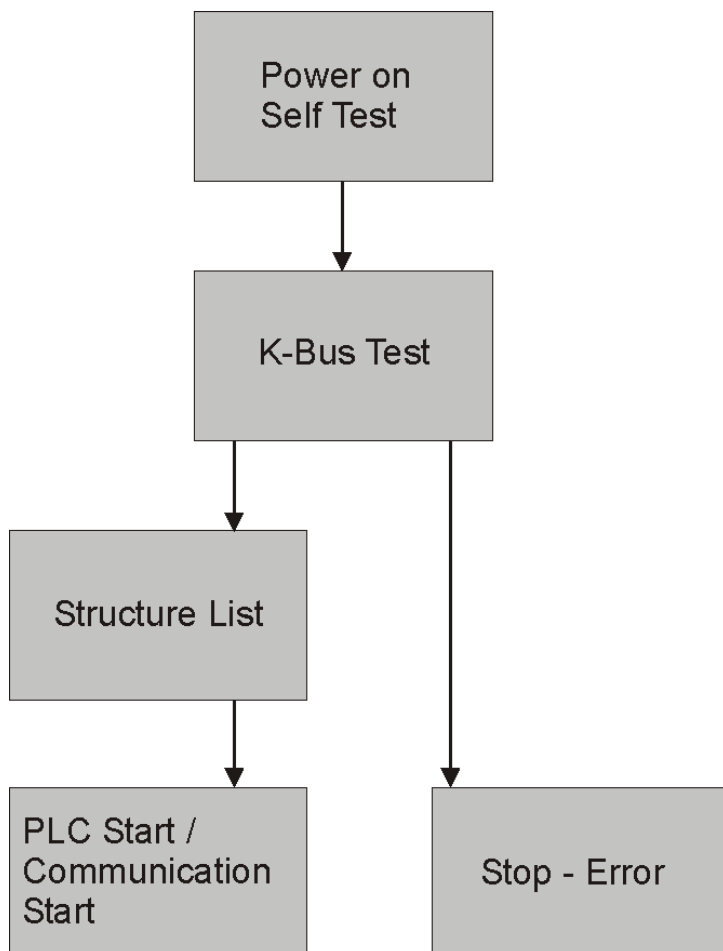 Power on
Self Test
K-Bus Test
Structure List
PLC Start /
Communication
Start
Stop - Error